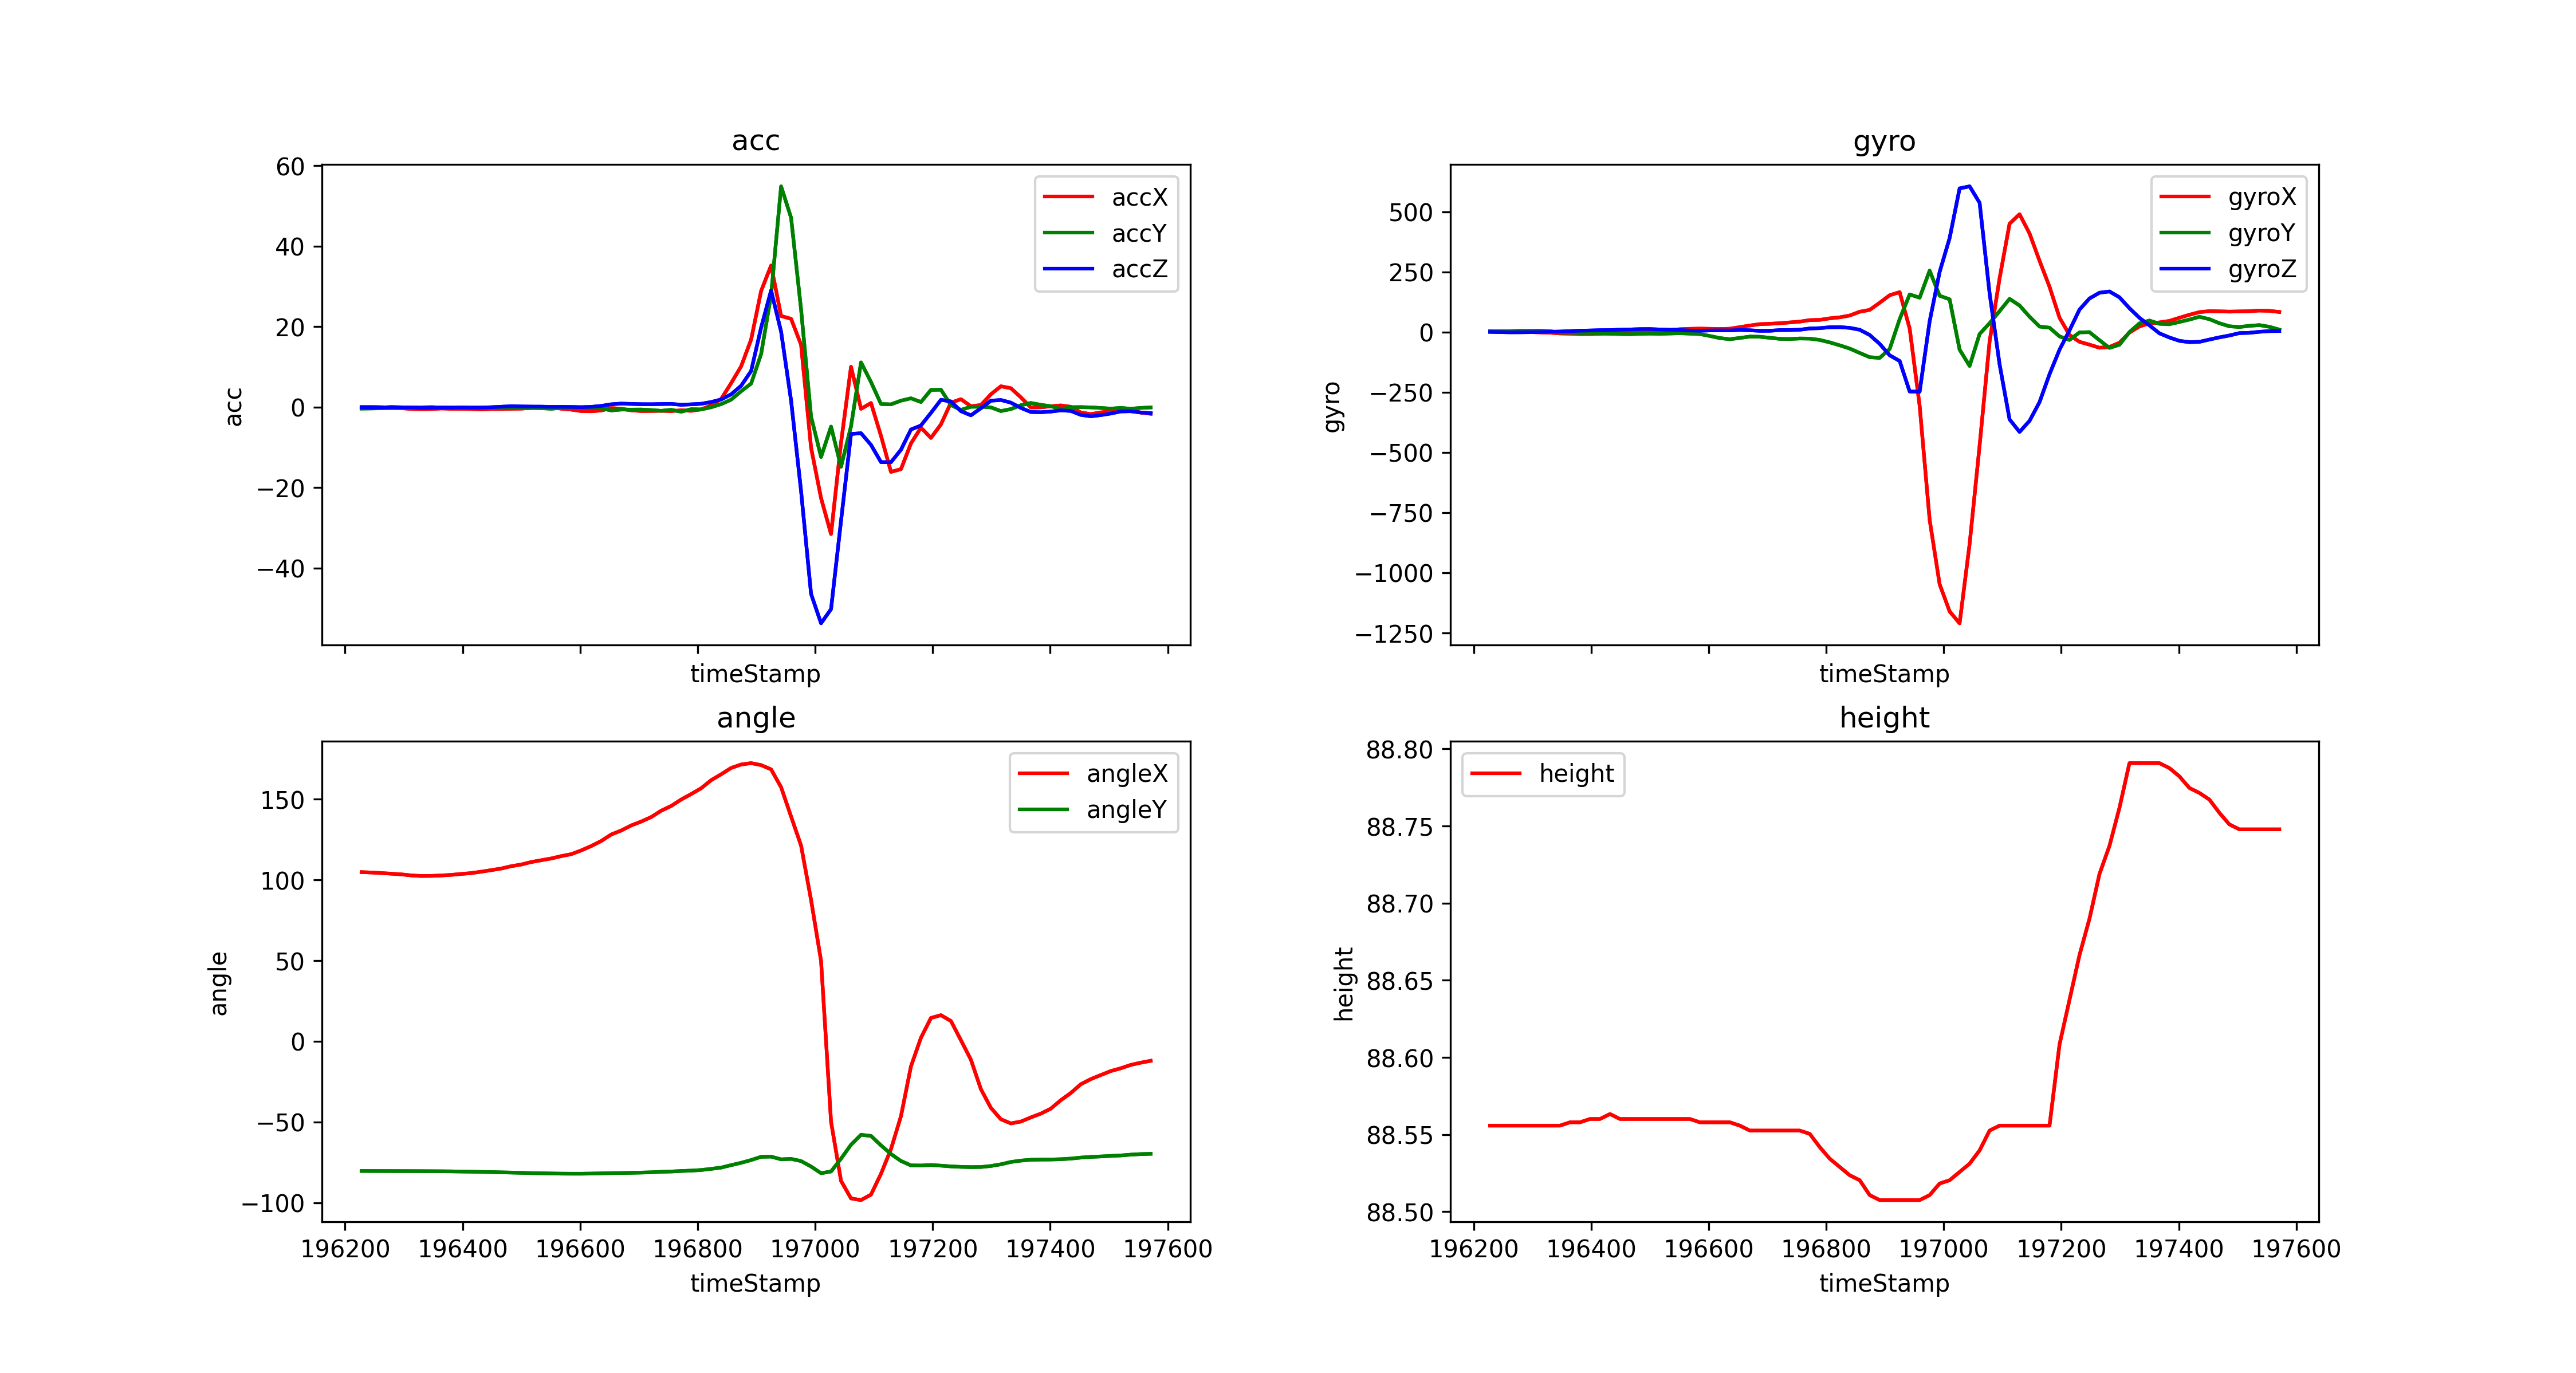 acc
60
40
20
0
−20
−40
acc
timeStamp
accX
accY
accZ
gyro
500
250
0
−250
−500
−750
−1000
−1250
gyro
timeStamp
gyroX
gyroY
gyroZ
angle
150
100
50
0
−50
−100
angle
196200 196400 196600 196800 197000 197200 197400 197600
timeStamp
angleX
angleY
height
88.80
88.75
88.70
88.65
88.60
88.55
88.50
height
196200 196400 196600 196800 197000 197200 197400 197600
timeStamp
height